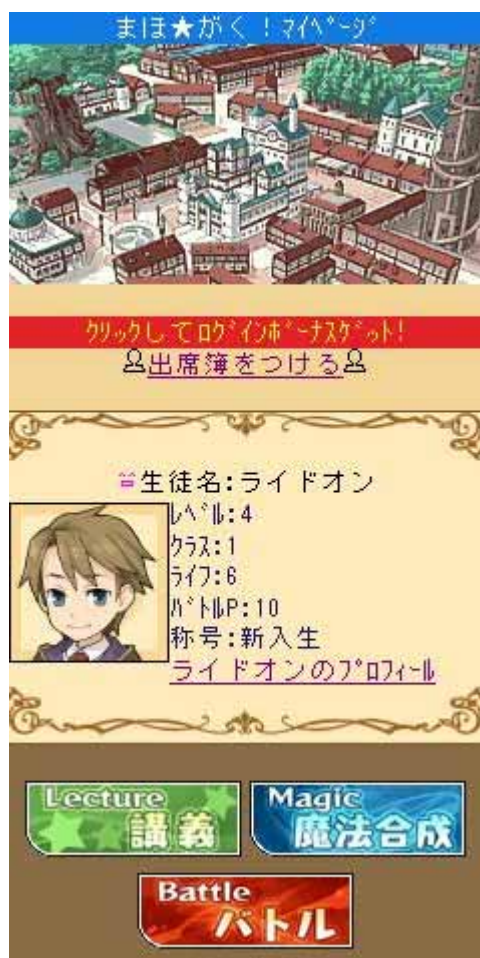 まほ★がく!ﾏｲﾍﾟｰｼﾞ
ｸﾘｯｸしてﾛｸﾞｲﾝﾎﾞｰﾅｽｹﾞｯﾄ!
出席簿をつける
生徒名:ライドオン
ﾚﾍﾞﾙ:4
ｸﾗｽ:1
ﾗｲﾌ:6
ﾊﾞﾄﾙP:10
称号:新入生
ライドオンのﾌﾟﾛﾌｨｰﾙ
Lecture
講義
Magic
魔法合成
Battle
バトル